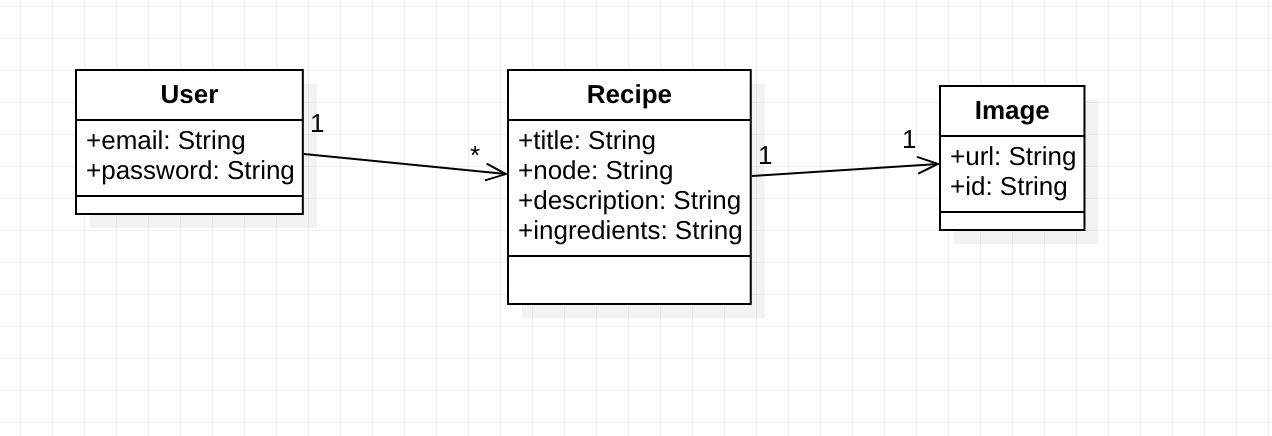 User
+email: String
+password: String
1
*
Recipe
+title: String
+node: String
+description: String
+ingredients: String
1
1
Image
+url: String
+id: String